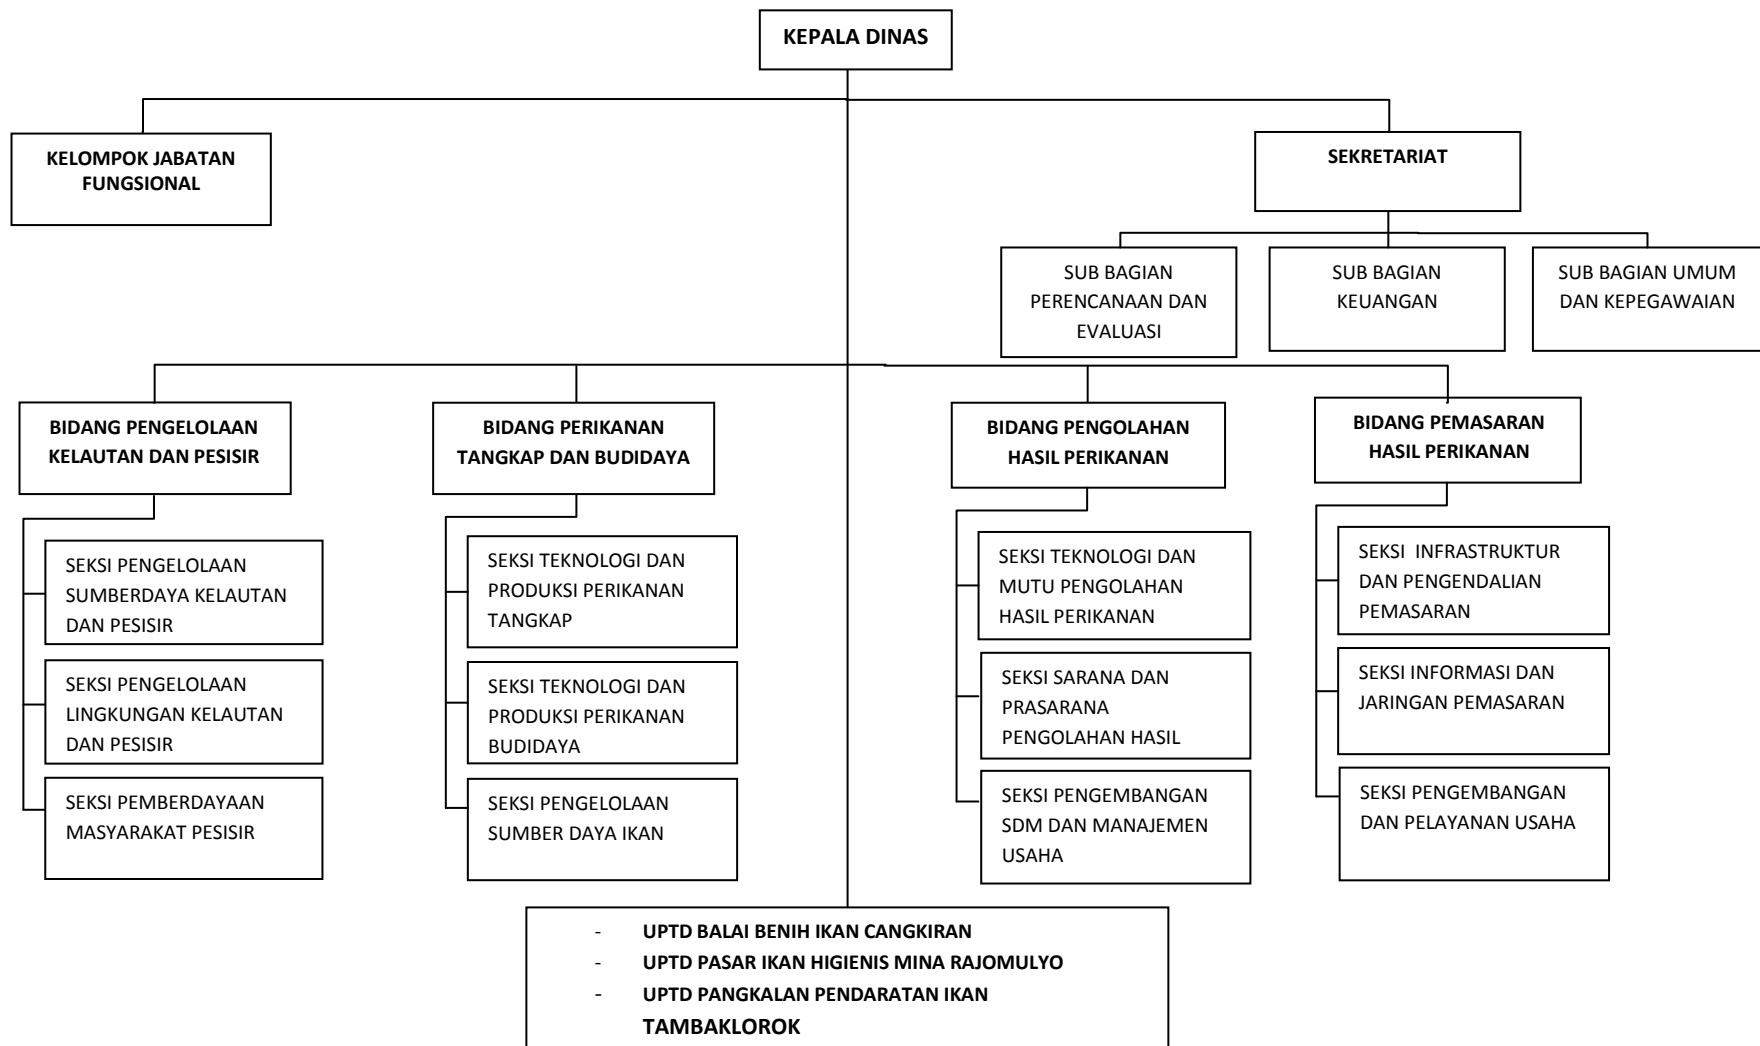 KEPALA DINAS
KELOMPOK JABATAN
FUNGSIONAL
SEKRETARIAT
SUB BAGIAN
PERENCANAAN DAN
EVALUASI
SUB BAGIAN
KEUANGAN
SUB BAGIAN UMUM
DAN KEPEGAWAIAN
BIDANG PENGELOLAAN
KELAUTAN DAN PESISIR
BIDANG PERIKANAN
TANGKAP DAN BUDIDAYA
BIDANG PENGOLAHAN
HASIL PERIKANAN
BIDANG PEMASARAN
HASIL PERIKANAN
SEKSI PENGELOLAAN
SUMBERDAYA KELAUTAN
DAN PESISIR
SEKSI PENGELOLAAN
LINGKUNGAN KELAUTAN
DAN PESISIR
SEKSI PEMBERDAYAAN
MASYARAKAT PESISIR
SEKSI TEKNOLOGI DAN
PRODUKSI PERIKANAN
TANGKAP
SEKSI TEKNOLOGI DAN
PRODUKSI PERIKANAN
BUDIDAYA
SEKSI PENGELOLAAN
SUMBER DAYA IKAN
SEKSI TEKNOLOGI DAN
MUTU PENGOLAHAN
HASIL PERIKANAN
SEKSI SARANA DAN
PRASARANA
PENGOLAHAN HASIL
SEKSI PENGEMBANGAN
SDM DAN MANAJEMEN
USAHA
SEKSI INFRASTRUKTUR
DAN PENGENDALIAN
PEMASARAN
SEKSI INFORMASI DAN
JARINGAN PEMASARAN
SEKSI PENGEMBANGAN
DAN PELAYANAN USAHA
- UPTD BALAI BENIH IKAN CANGKIRAN
- UPTD PASAR IKAN HIGIENIS MINA RAJOMULYO
- UPTD PANGKALAN PENDARATAN IKAN
TAMBAKLOROK